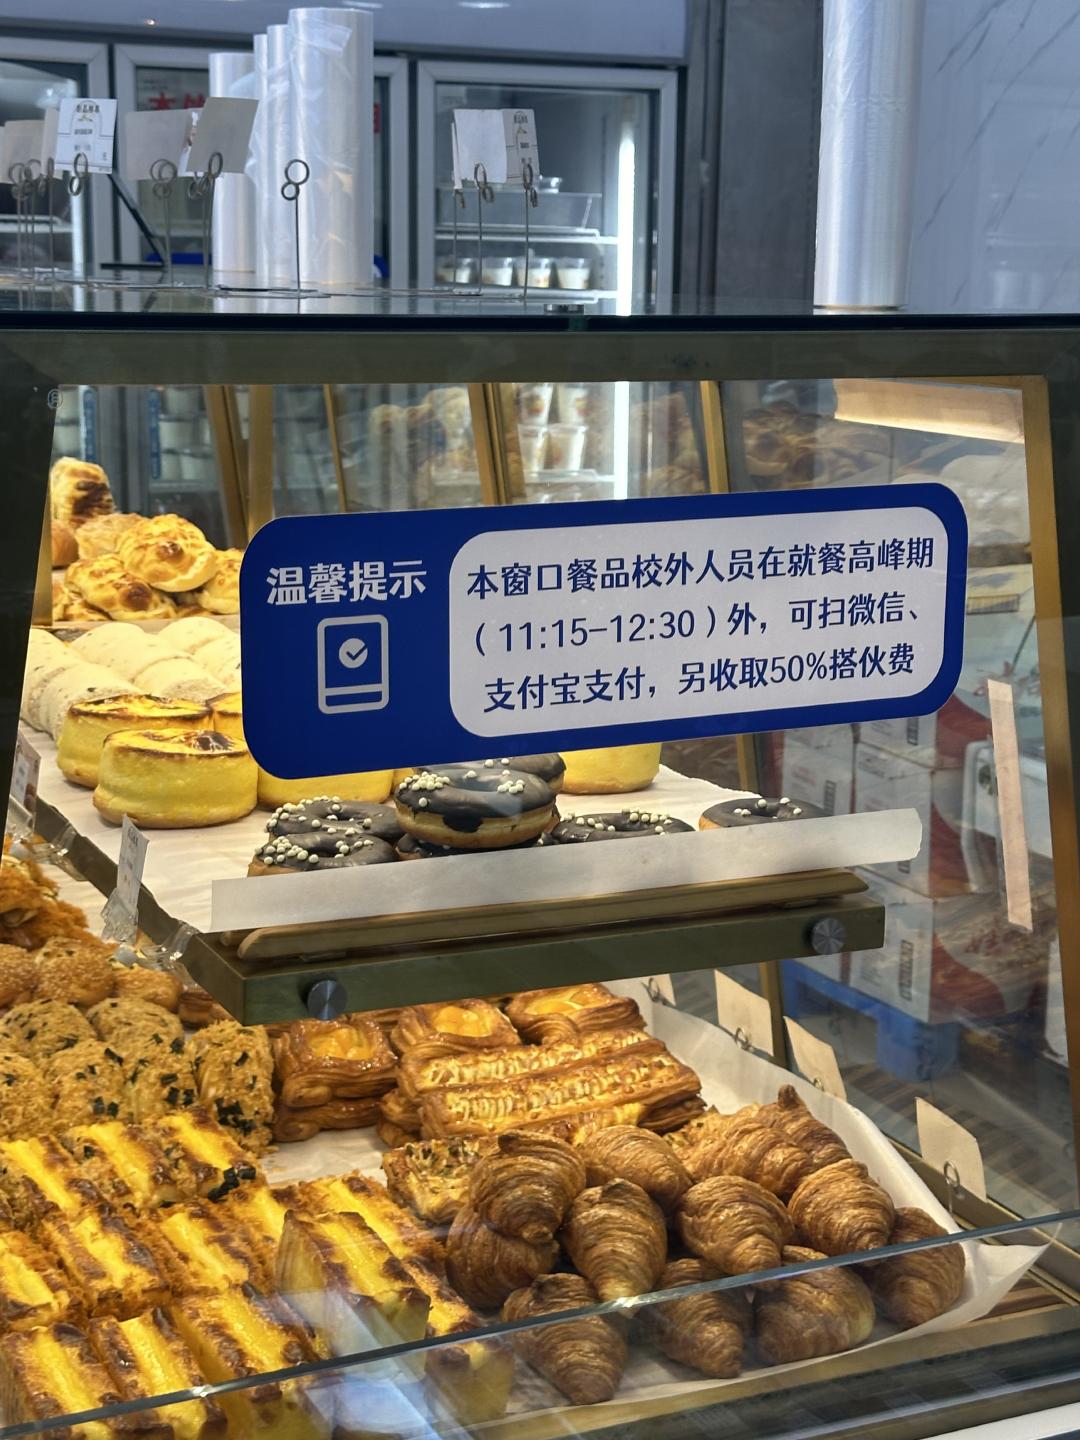 温馨提示
本窗口餐品校外人员在就餐高峰期
（11:15-12:30）外，可扫微信、
支付宝支付，另收取50%搭伙费